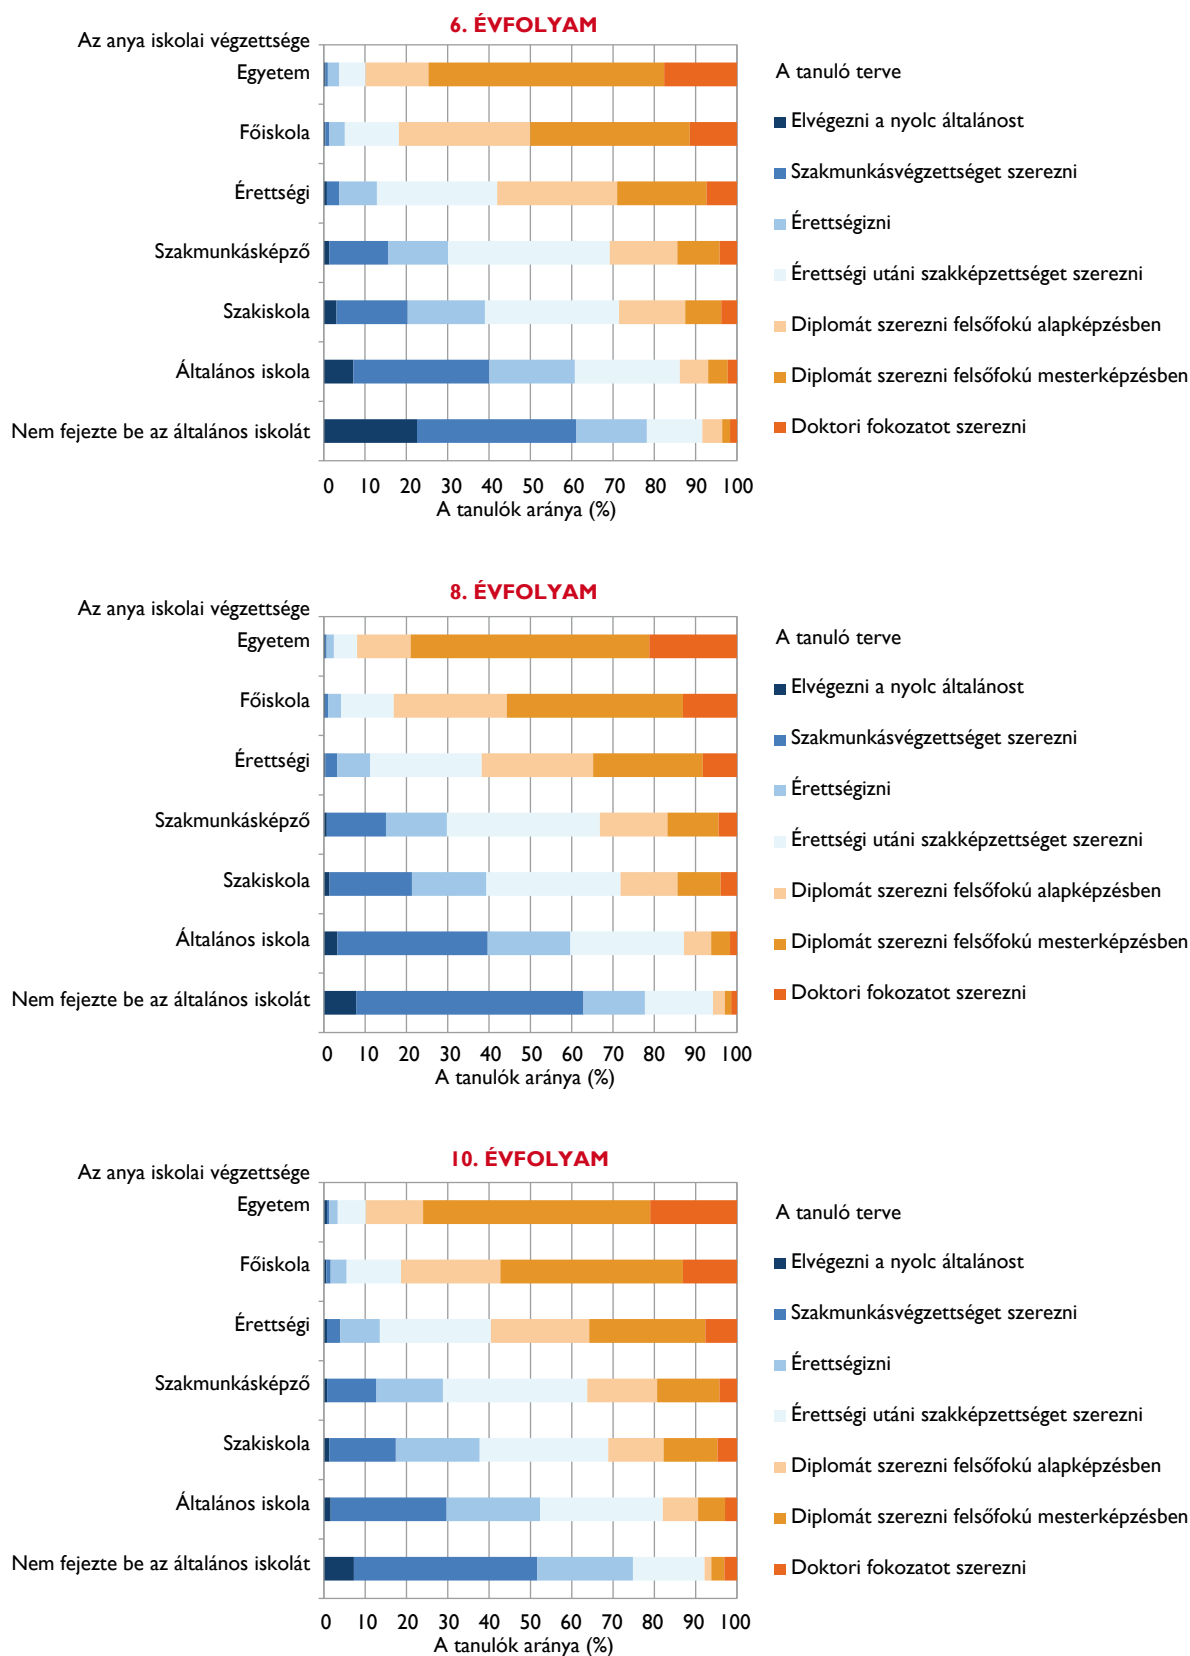 6. ÉVFOLYAM
Az anya iskolai végzettsége
Egyetem
Főiskola
Érettségi
Szakmunkásképző
Szakiskola
Általános iskola
Nem fejezte be az általános iskolát
0 10 20 30 40 50 60 70 80 90 100
A tanulók aránya (%)
A tanuló terve
Elvégezni a nyolc általánost
Szakmunkásvégzettséget szerezni
Érettségizni
Érettségi utáni szakképzettséget szerezni
Diplomát szerezni felsőfokú alapképzésben
Diplomát szerezni felsőfokú mesterképzésben
Doktori fokozatot szerezni
8. ÉVFOLYAM
Az anya iskolai végzettsége
Egyetem
Főiskola
Érettségi
Szakmunkásképző
Szakiskola
Általános iskola
Nem fejezte be az általános iskolát
0 10 20 30 40 50 60 70 80 90 100
A tanulók aránya (%)
A tanuló terve
Elvégezni a nyolc általánost
Szakmunkásvégzettséget szerezni
Érettségizni
Érettségi utáni szakképzettséget szerezni
Diplomát szerezni felsőfokú alapképzésben
Diplomát szerezni felsőfokú mesterképzésben
Doktori fokozatot szerezni
10. ÉVFOLYAM
Az anya iskolai végzettsége
Egyetem
Főiskola
Érettségi
Szakmunkásképző
Szakiskola
Általános iskola
Nem fejezte be az általános iskolát
0 10 20 30 40 50 60 70 80 90 100
A tanulók aránya (%)
A tanuló terve
Elvégezni a nyolc általánost
Szakmunkásvégzettséget szerezni
Érettségizni
Érettségi utáni szakképzettséget szerezni
Diplomát szerezni felsőfokú alapképzésben
Diplomát szerezni felsőfokú mesterképzésben
Doktori fokozatot szerezni